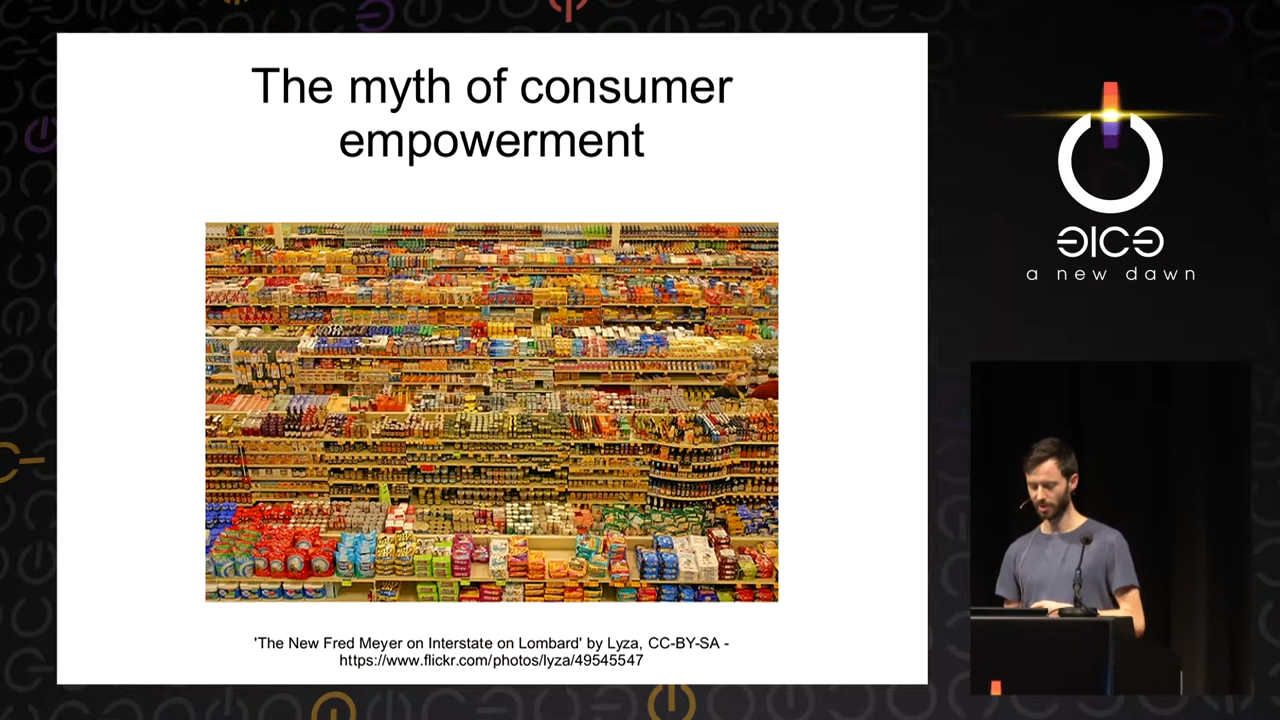 The myth of consumer
empowerment
'The New Fred Meyer on Interstate on Lombard' by Lyza, CC-BY-SA -
https://www.flickr.com/photos/lyza/49545547
a new dawn